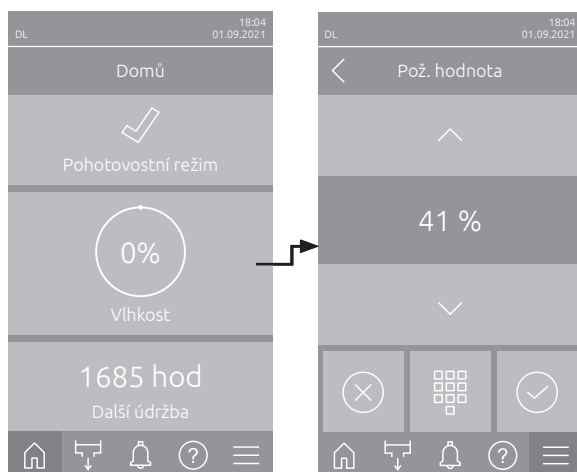 18:04
DL 01.09.2021
Domů
Pohotovostní režim
0%
Vlhkost
1685 hod
Další údržba
?
18:04
DL 01.09.2021
Pož. hodnota
41 %
?